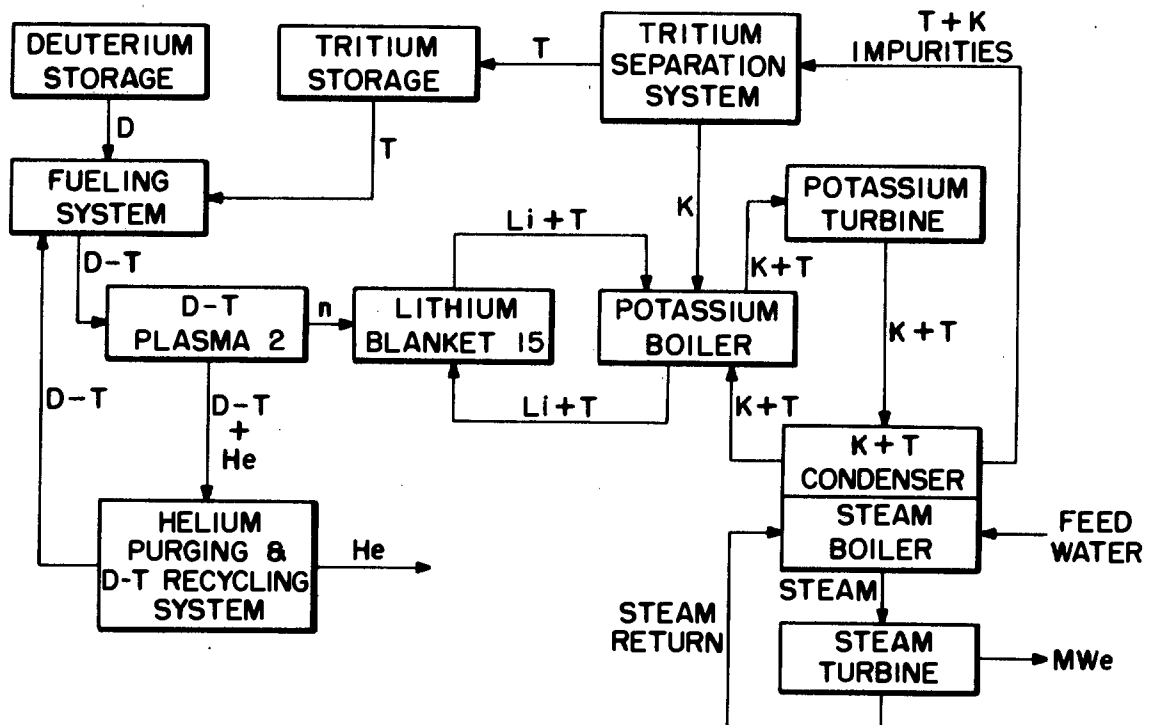 DEUTERIUM
STORAGE
TRITIUM
STORAGE
TRITIUM
SEPARATION
SYSTEM
T+K
IMPURITIES
T
D
T
FUELING
SYSTEM
K
POTASSIUM
TURBINE
Li+T
D-T
K+T
D-T
PLASMA 2
n
LITHIUM
BLANKET 15
POTASSIUM
BOILER
K+T
D-T
D-T
+
He
Li+T
K+T
K+T
CONDENSER
STEAM
BOILER
FEED
WATER
HELIUM
PURGING &
D-T RECYCLING
SYSTEM
He
STEAM
STEAM
RETURN
STEAM
TURBINE
MWe